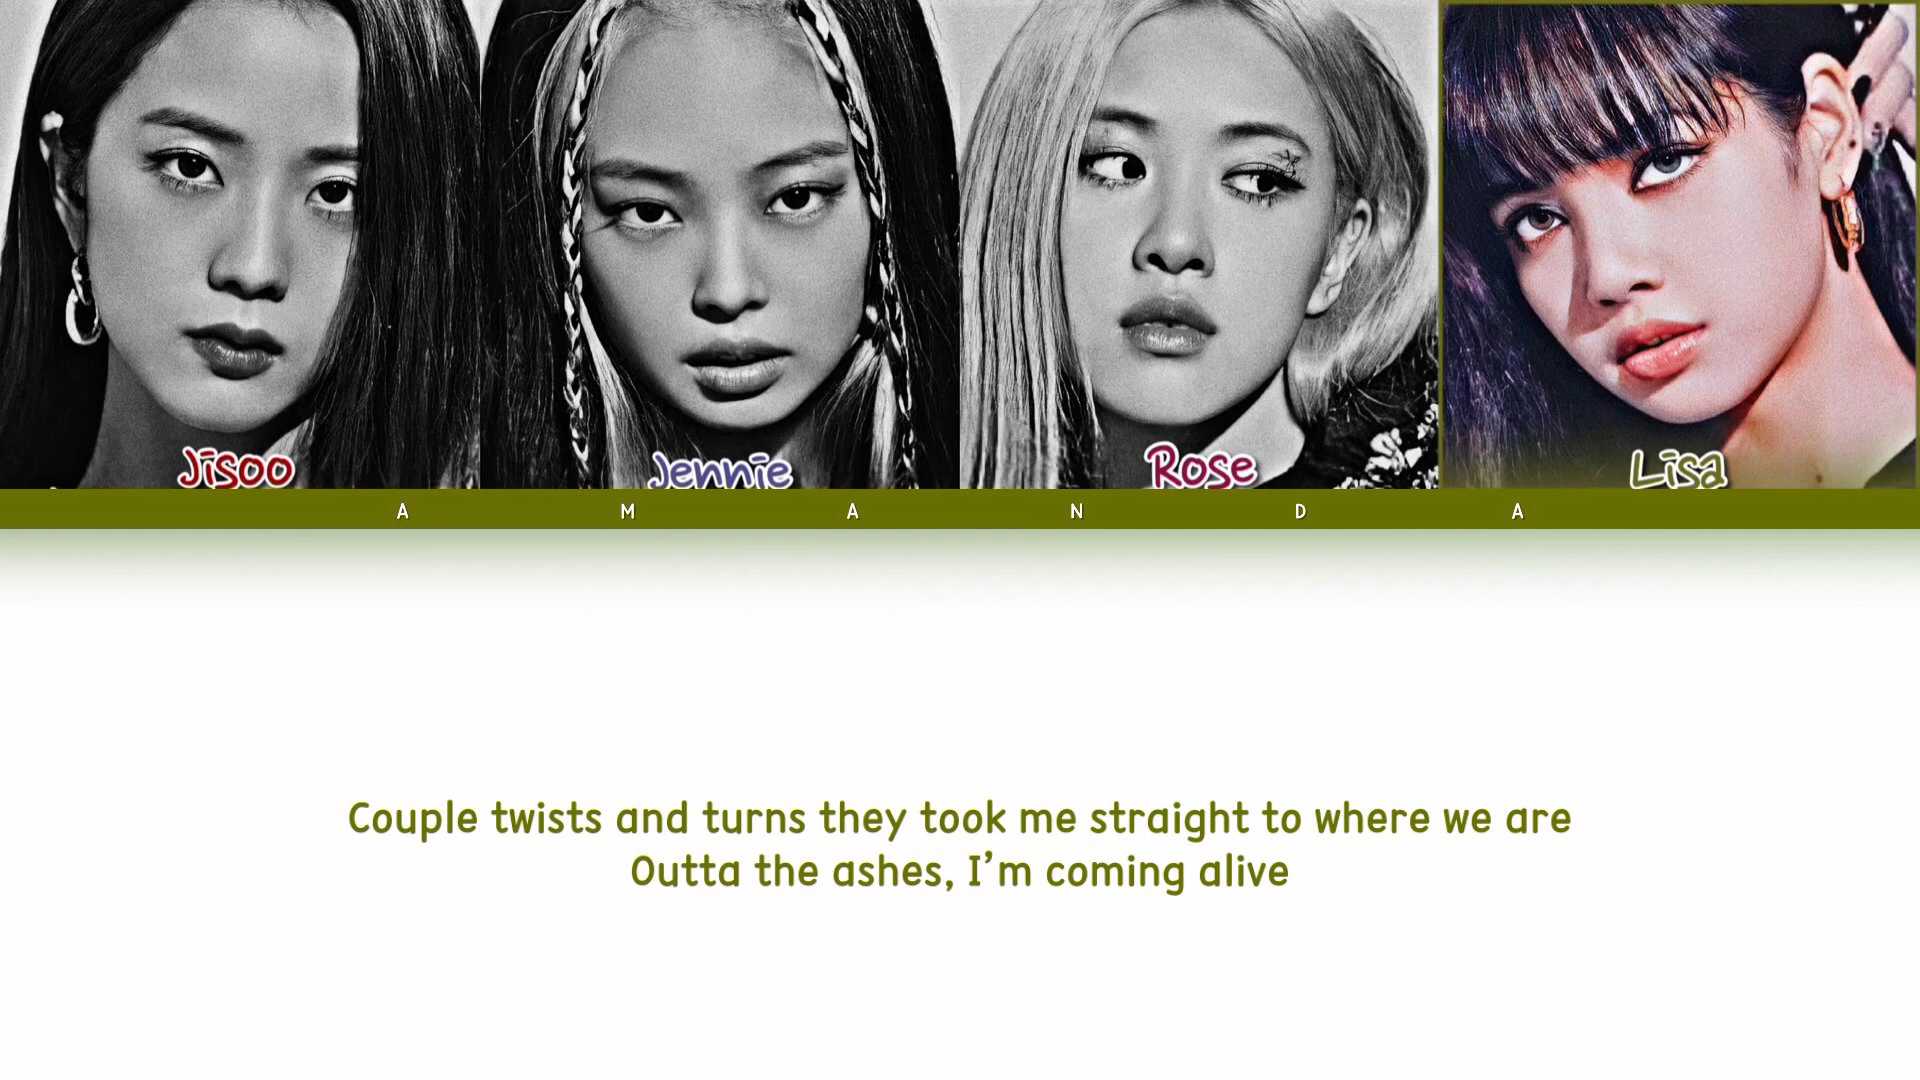 Jisoo
Jennie
Rose
Lisa
A M A N D A
Couple twists and turns they took me straight to where we are
Outta the ashes, I'm coming alive